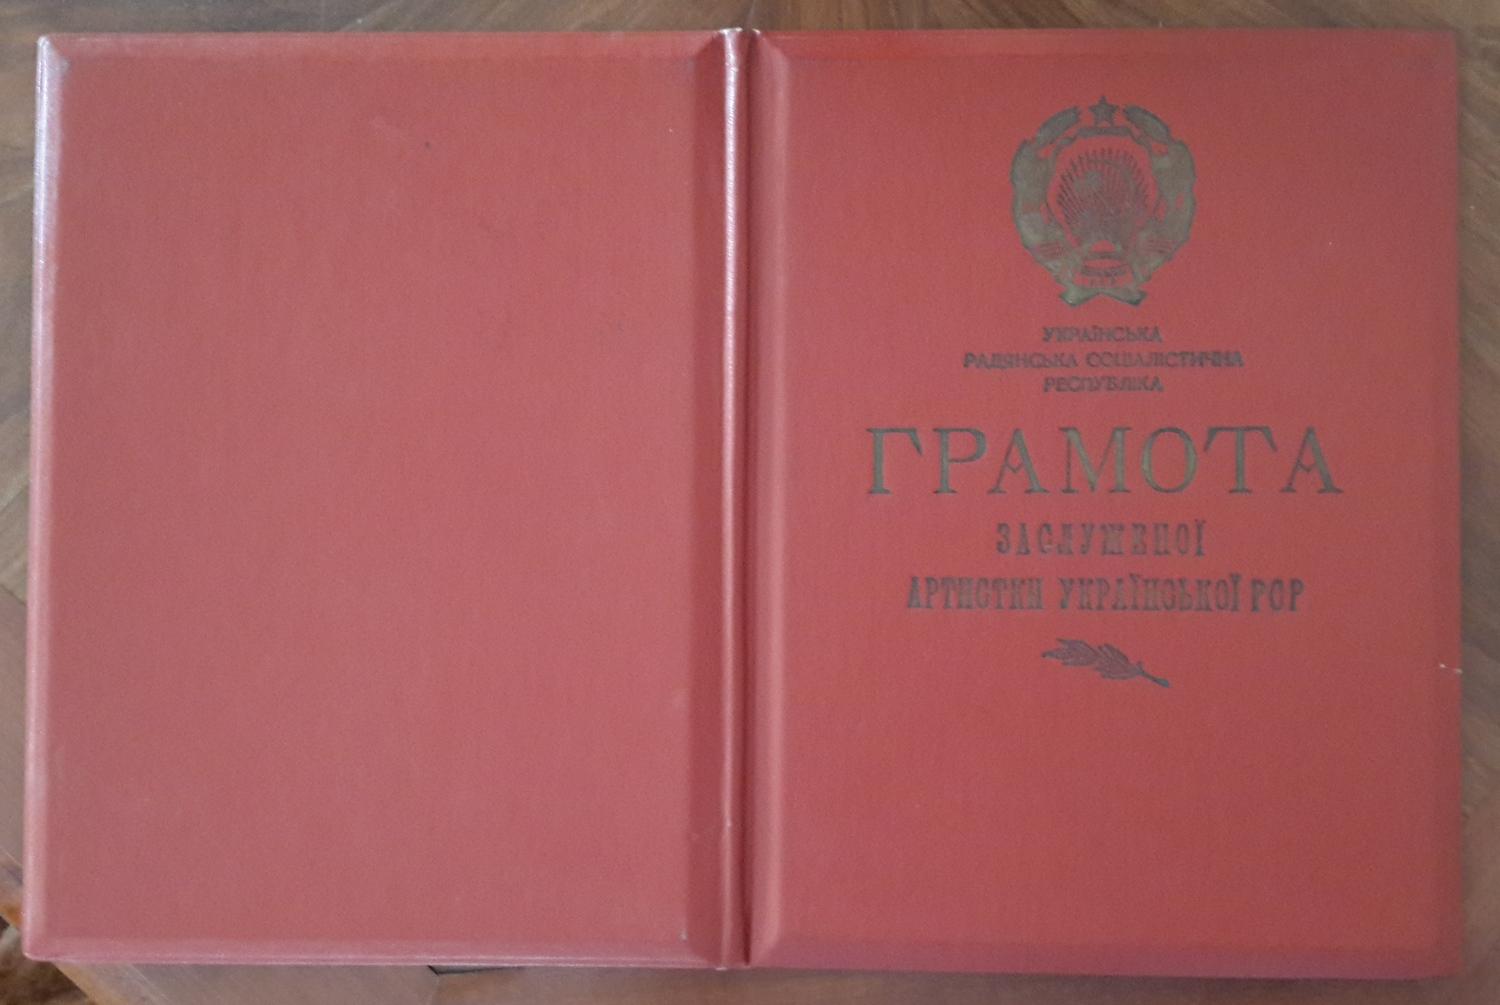 УКРАЇНСЬКА
РАДЯНСЬКА СОЦІАЛІСТИЧНА
РЕСПУБЛІКА
ГРАМОТА
ЗАСЛУЖЕНОЇ
АРТИСТКИ УКРАЇНСЬКОЇ РСР